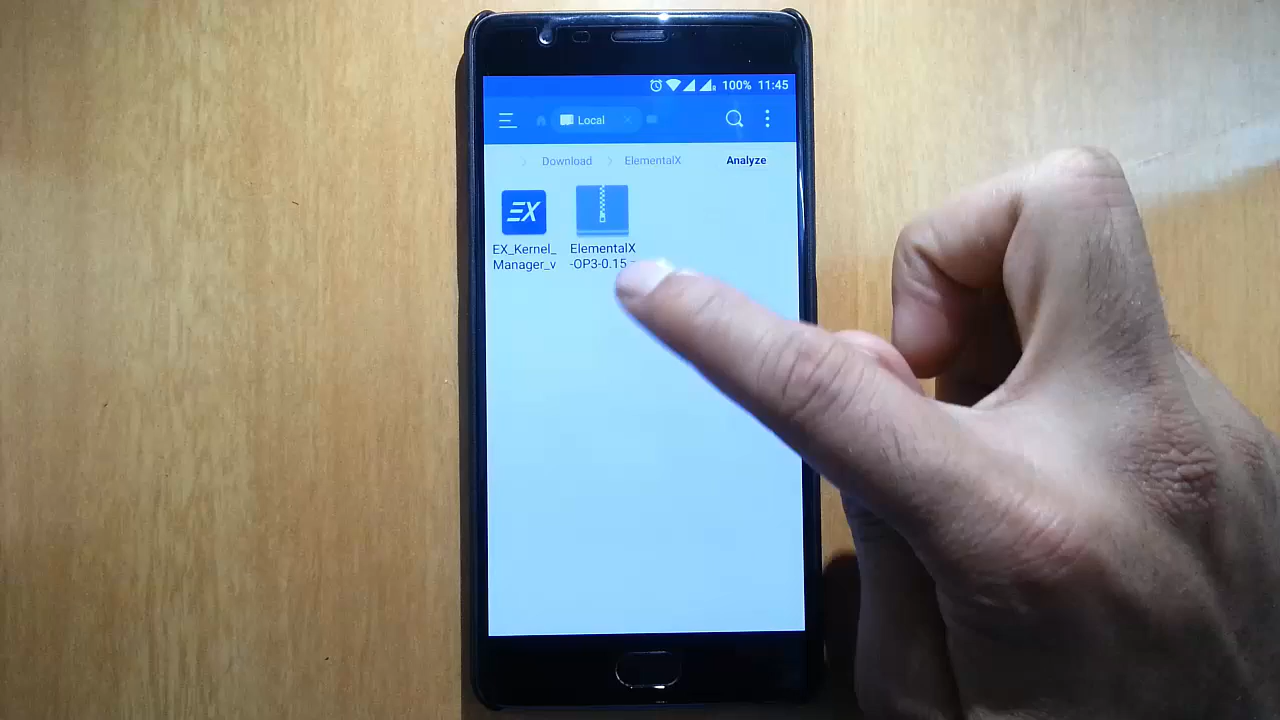 100% 11:45
Local
Download ElementalX Analyze
EX
EX_Kernel_
Manager_v
ElementalX
-OP3-0.15